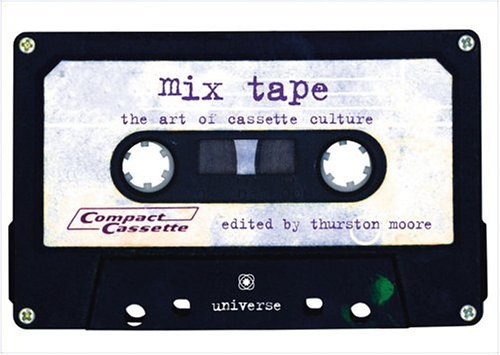 mix tape
the art of cassette culture
Compact
Cassette
edited by thurston moore
universe